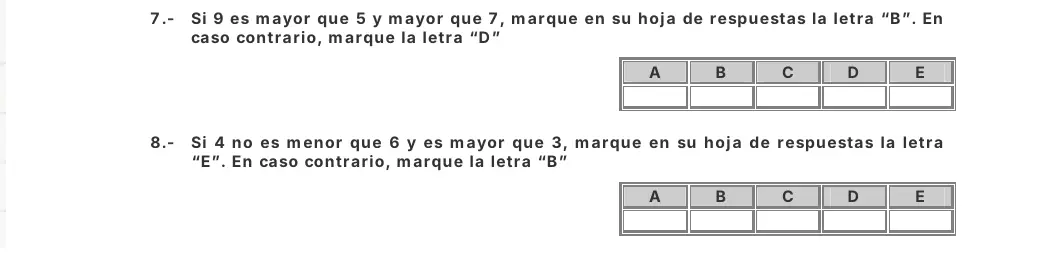 7.- Si 9 es mayor que 5 y mayor que 7, marque en su hoja de respuestas la letra “B”. En
caso contrario, marque la letra “D”
A B C D E
8.- Si 4 no es menor que 6 y es mayor que 3, marque en su hoja de respuestas la letra
“E”. En caso contrario, marque la letra “B”
A B C D E